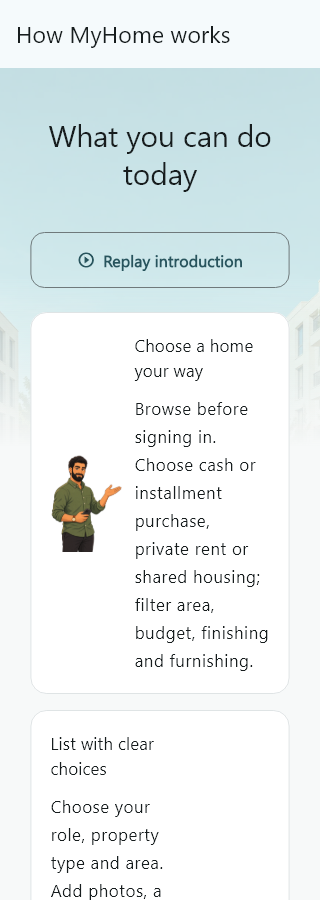 How MyHome works
What you can do
today
Replay introduction
Choose a home
your way
Browse before
signing in.
Choose cash or
installment
purchase,
private rent or
shared housing;
filter area,
budget, finishing
and furnishing.
List with clear
choices
Choose your
role, property
type and area.
Add photos, a